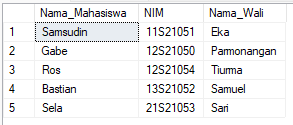 Nama_Mahasiswa NIM Nama_Wali
1 Samsudin 11S21051 Eka
2 Gabe 12S21050 Pamonangan
3 Ros 12S21054 Tiurma
4 Bastian 13S21052 Samuel
5 Sela 21S21053 Sari